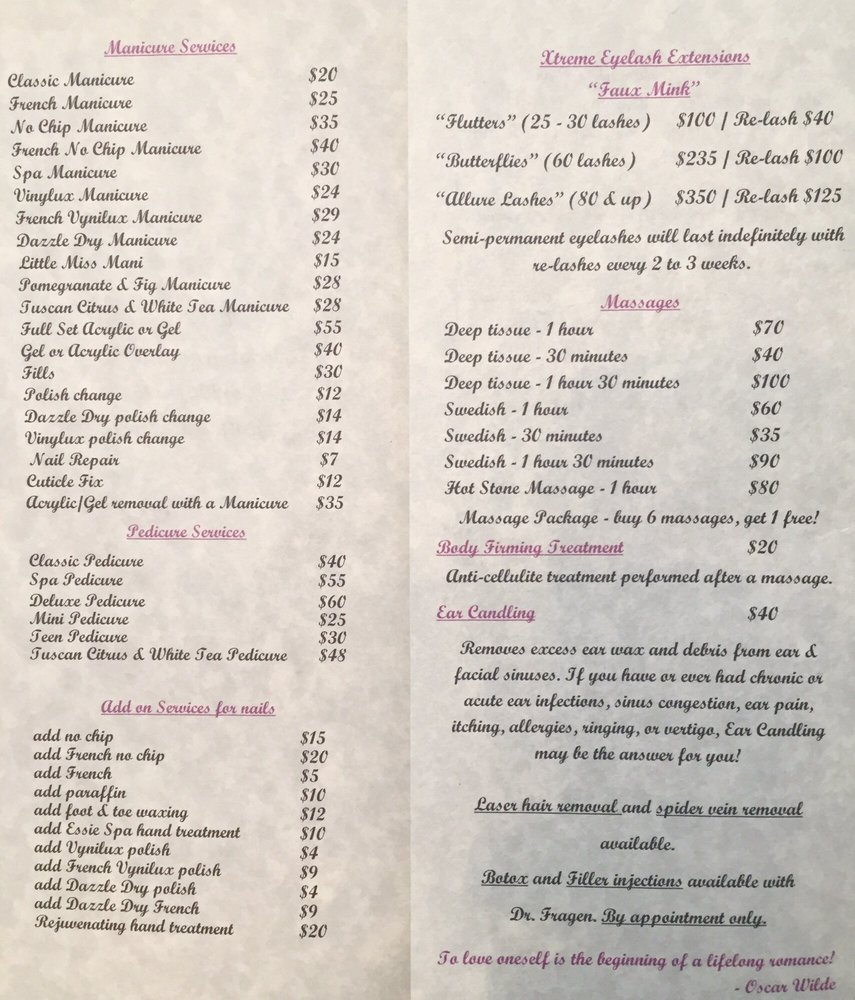 Manicure Services
Classic Manicure $20
French Manicure $25
No Chip Manicure $35
French No Chip Manicure $40
Spa Manicure $30
Vinylux Manicure $24
French Vynilux Manicure $29
Dazzle Dry Manicure $24
Little Miss Mani $15
Pomegranate & Fig Manicure $28
Tuscan Citrus & White Tea Manicure $28
Full Set Acrylic or Gel $55
Gel or Acrylic Overlay $40
Fills $30
Polish change $12
Dazzle Dry polish change $14
Vinylux polish change $14
Nail Repair $7
Cuticle Fix $12
Acrylic/Gel removal with a Manicure $35
Pedicure Services
Classic Pedicure $40
Spa Pedicure $55
Deluxe Pedicure $60
Mini Pedicure $25
Teen Pedicure $30
Tuscan Citrus & White Tea Pedicure $48
Add on Services for nails
add no chip $15
add French no chip $20
add French $5
add paraffin $10
add foot & toe waxing $12
add Essie Spa hand treatment $10
add Vynilux polish $4
add French Vynilux polish $9
add Dazzle Dry polish $4
add Dazzle Dry French $9
Rejuvenating hand treatment $20
Xtreme Eyelash Extensions
"Faux Mink"
"Flutters" (25 - 30 lashes) $100 / Re-lash $40
"Butterflies" (60 lashes) $235 / Re-lash $100
"Allure Lashes" (80 & up) $350 / Re-lash $125
Semi-permanent eyelashes will last indefinitely with
re-lashes every 2 to 3 weeks.
Massages
Deep tissue - 1 hour $70
Deep tissue - 30 minutes $40
Deep tissue - 1 hour 30 minutes $100
Swedish - 1 hour $60
Swedish - 30 minutes $35
Swedish - 1 hour 30 minutes $90
Hot Stone Massage - 1 hour $80
Massage Package - buy 6 massages, get 1 free!
Body Firming Treatment $20
Anti-cellulite treatment performed after a massage.
Ear Candling $40
Removes excess ear wax and debris from ear &
facial sinuses. If you have or ever had chronic or
acute ear infections, sinus congestion, ear pain,
itching, allergies, ringing, or vertigo, Ear Candling
may be the answer for you!
Laser hair removal and spider vein removal
available.
Botox and Filler injections available with
Dr. Fragen. By appointment only.
To love oneself is the beginning of a lifelong romance!
- Oscar Wilde